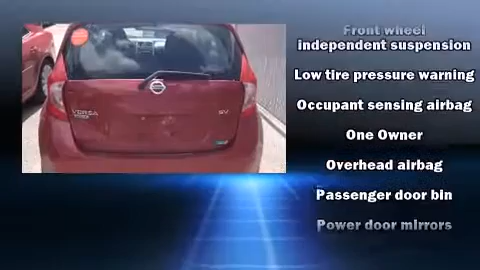 Front wheel
independent suspension
Low tire pressure warning
Occupant sensing airbag
One Owner
Overhead airbag
Passenger door bin
Power door mirrors
VERSA
SV